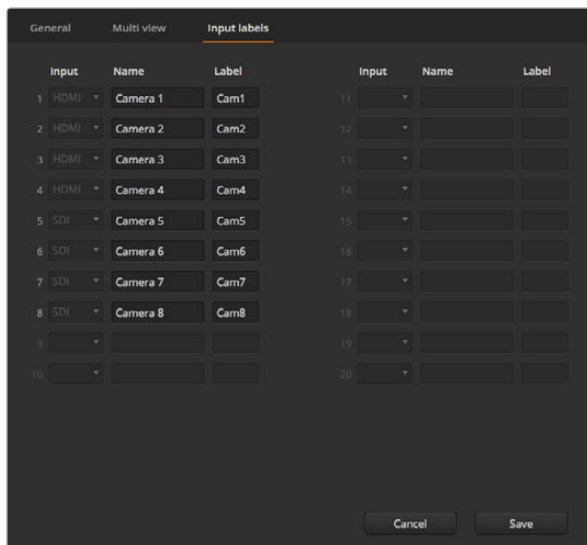 General Multi view Input labels
Input Name Label Input Name Label
1 HDMI Camera 1 Cam1 11
2 HDMI Camera 2 Cam2 12
3 HDMI Camera 3 Cam3 13
4 HDMI Camera 4 Cam4 14
5 SDI Camera 5 Cam5 15
6 SDI Camera 6 Cam6 16
7 SDI Camera 7 Cam7 17
8 SDI Camera 8 Cam8 18
9 19
10 20
Cancel Save